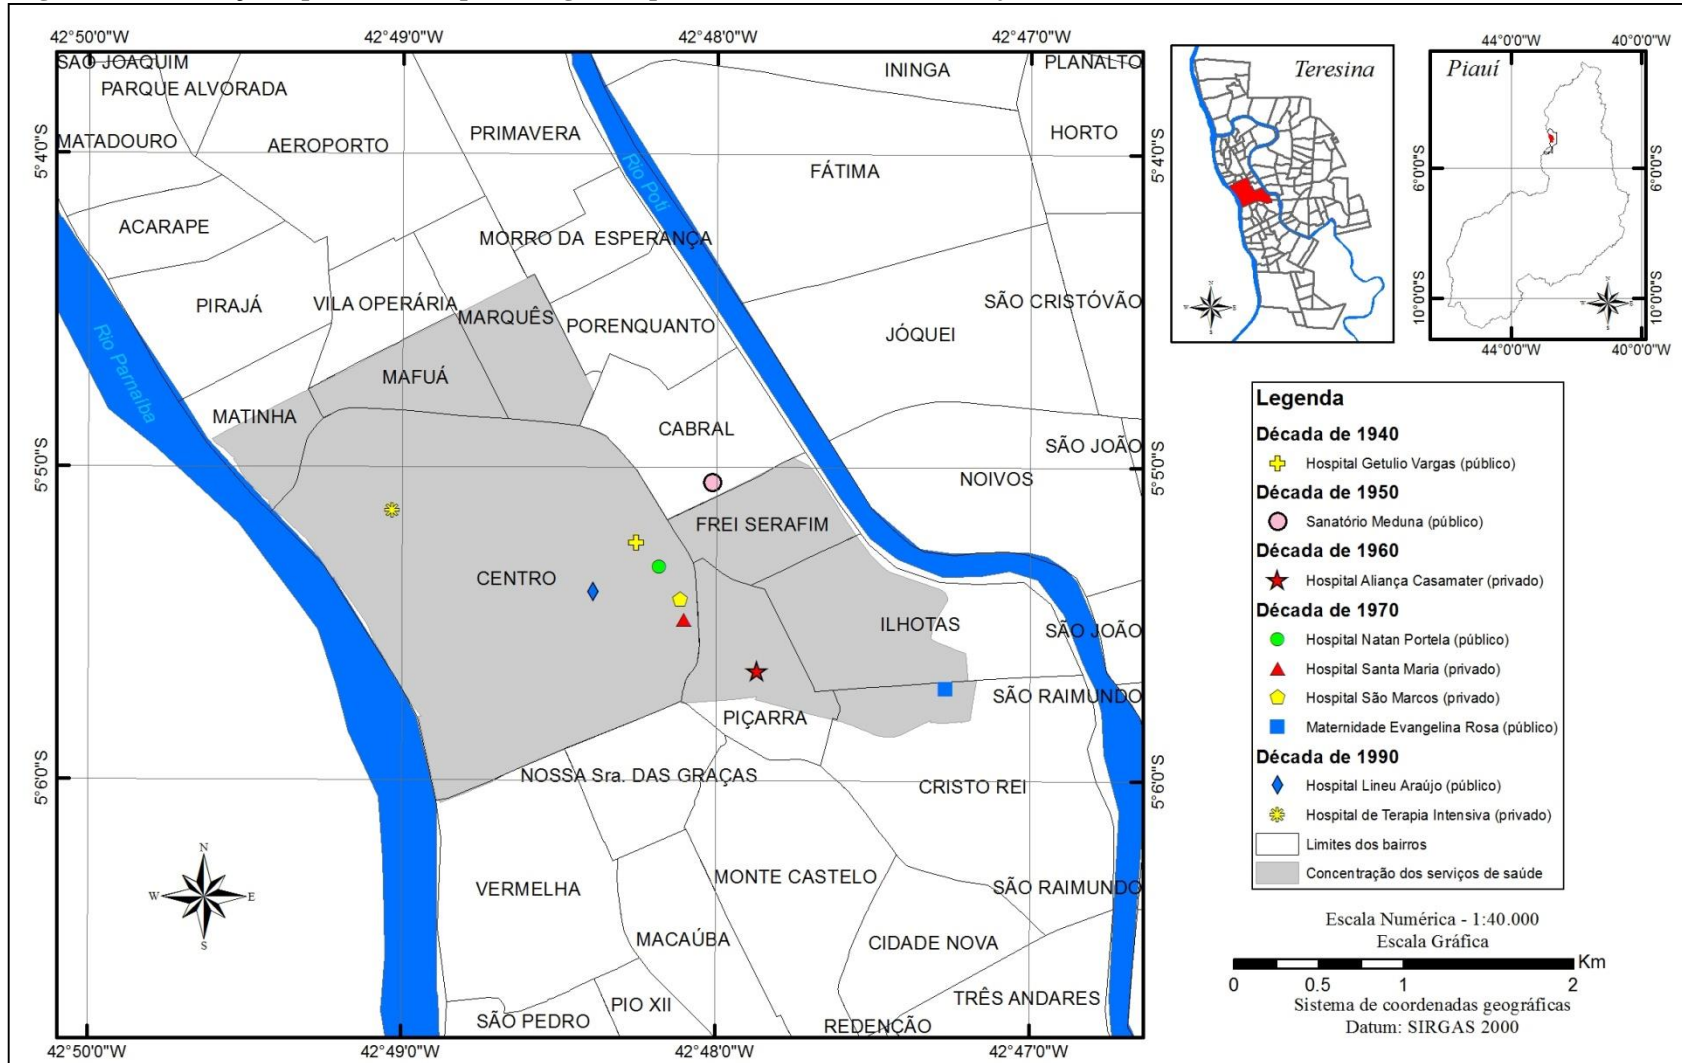 42°50'0"W
42°49'0"W
42°48'0"W
42°47'0"W
SÃO JOAQUIM
PARQUE ALVORADA
MATADOURO
AEROPORTO
PRIMAVERA
ININGA
PLANALTO
HORTO
FÁTIMA
5°4'0"S
5°4'0"S
Rio Poti
ACARAPE
MORRO DA ESPERANÇA
PIRAJÁ
VILA OPERÁRIA
MARQUÊS
PORENQUANTO
SÃO CRISTÓVÃO
JÓQUEI
Rio Parnaíba
MAFUÁ
MATINHA
CABRAL
SÃO JOÃO
NOIVOS
5°5'0"S
5°5'0"S
FREI SERAFIM
CENTRO
ILHOTAS
SÃO JOÃO
SÃO RAIMUNDO
PIÇARRA
NOSSA Sra. DAS GRAÇAS
CRISTO REI
5°6'0"S
5°6'0"S
VERMELHA
MONTE CASTELO
SÃO RAIMUNDO
MACAÚBA
CIDADE NOVA
TRÊS ANDARES
PIO XII
SÃO PEDRO
REDENÇÃO
N
W
E
S
42°50'0"W
42°49'0"W
42°48'0"W
42°47'0"W
Teresina
44°0'0"W
40°0'0"W
Piauí
6°0'0"S
6°0'0"S
10°0'0"S
10°0'0"S
44°0'0"W
40°0'0"W
Legenda
Década de 1940
Hospital Getulio Vargas (público)
Década de 1950
Sanatório Meduna (público)
Década de 1960
Hospital Aliança Casamater (privado)
Década de 1970
Hospital Natan Portela (público)
Hospital Santa Maria (privado)
Hospital São Marcos (privado)
Maternidade Evangelina Rosa (público)
Década de 1990
Hospital Lineu Araújo (público)
Hospital de Terapia Intensiva (privado)
Limites dos bairros
Concentração dos serviços de saúde
Escala Numérica - 1:40.000
Escala Gráfica
Km
0 0.5 1 2
Sistema de coordenadas geográficas
Datum: SIRGAS 2000